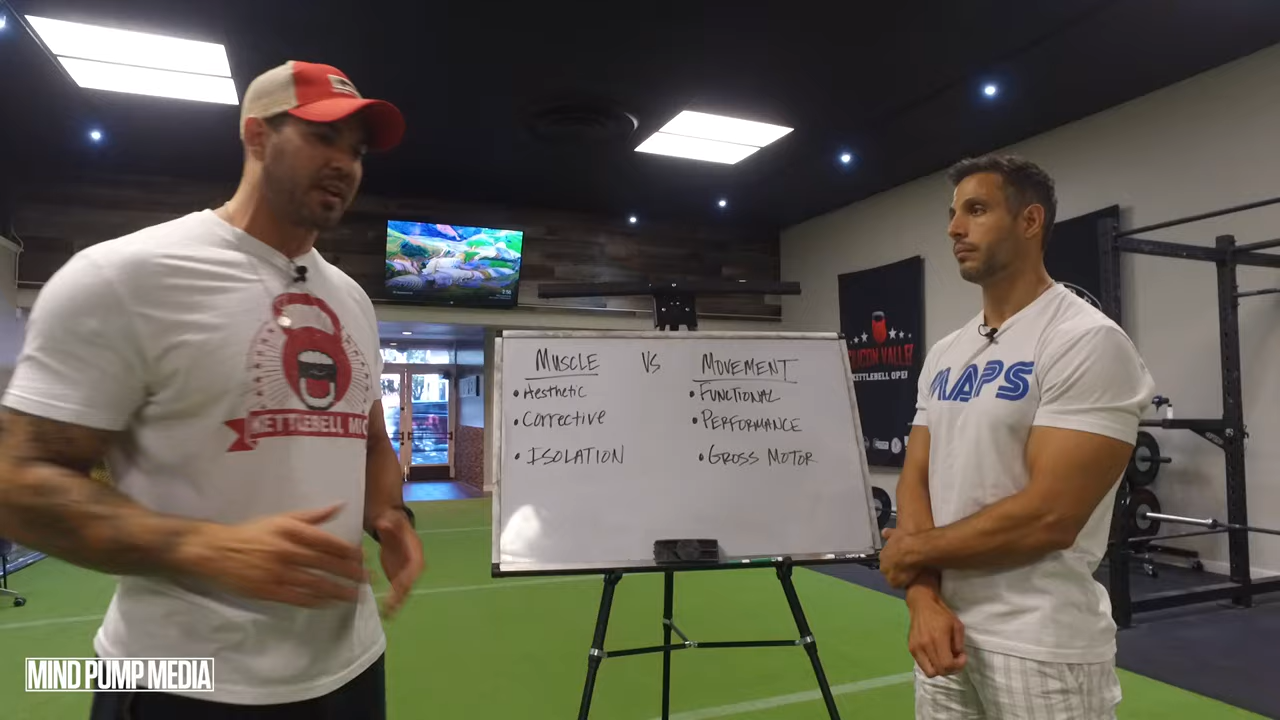 MUSCLE VS MOVEMENT
• Aesthetic
• Corrective
• ISOLATION
• FUNCTIONAL
• PERFORMANCE
• GROSS MOTOR
KETTLEBELL
MAPS
KETTLEBELL OPEN
MIND PUMP MEDIA